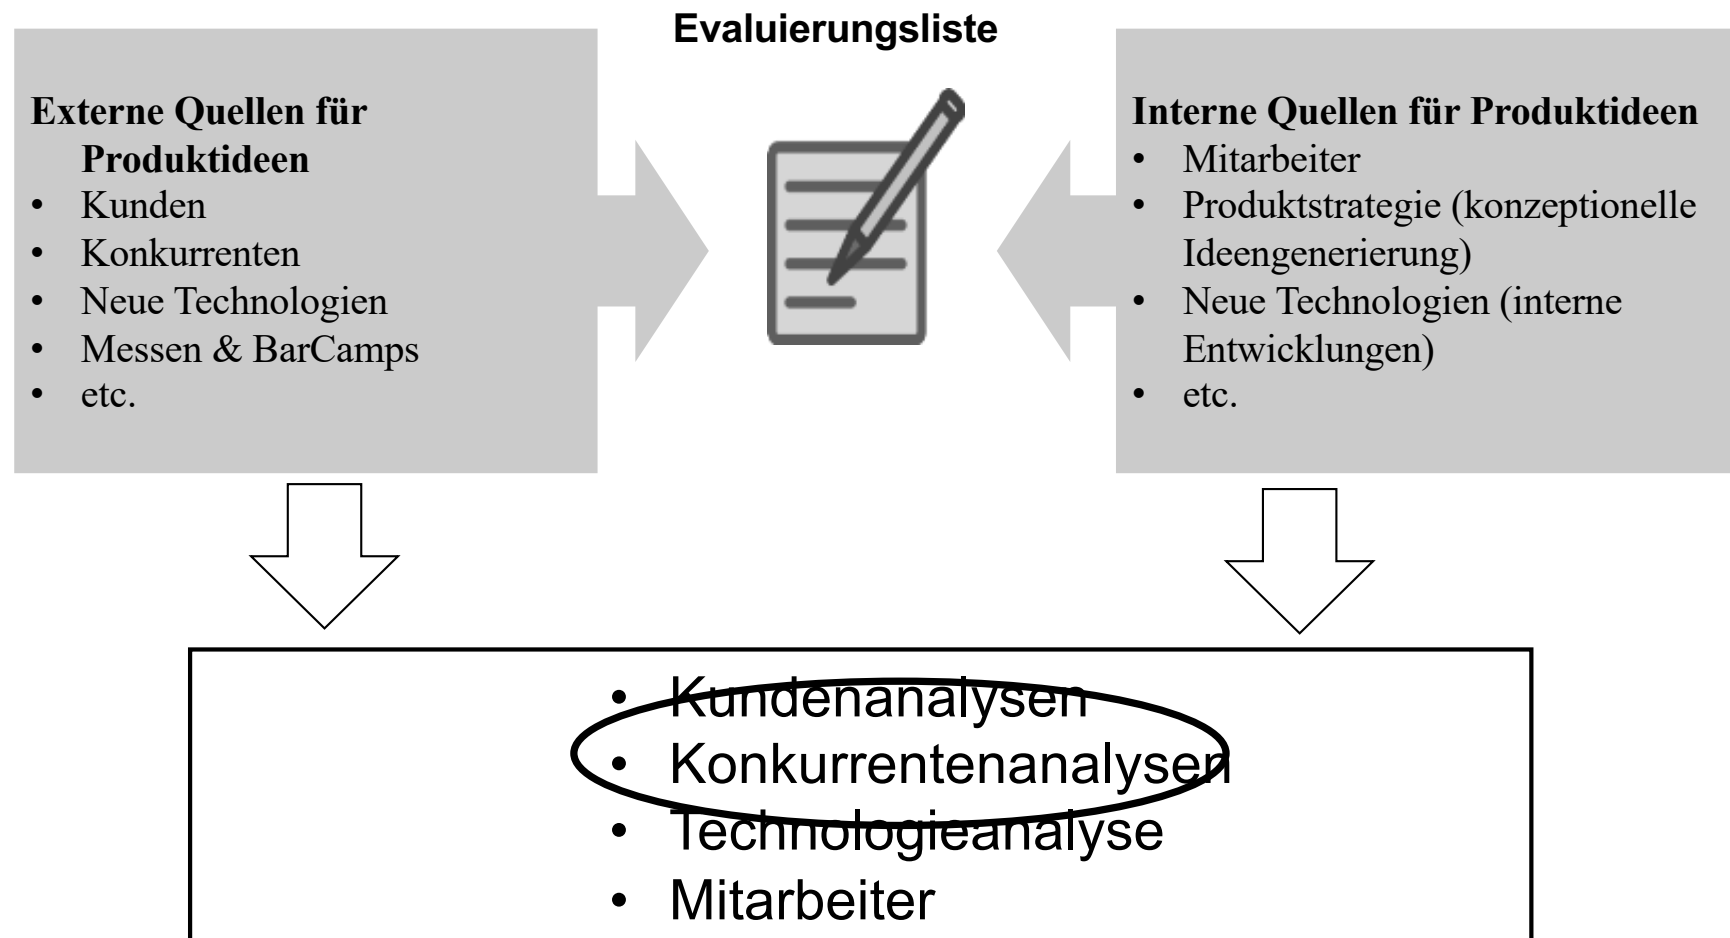 Evaluierungsliste
Externe Quellen für
Produktideen
• Kunden
• Konkurrenten
• Neue Technologien
• Messen & BarCamps
• etc.
Interne Quellen für Produktideen
• Mitarbeiter
• Produktstrategie (konzeptionelle
Ideengenerierung)
• Neue Technologien (interne
Entwicklungen)
• etc.
• Kundenanalysen
• Konkurrentenanalysen
• Technologieanalyse
• Mitarbeiter